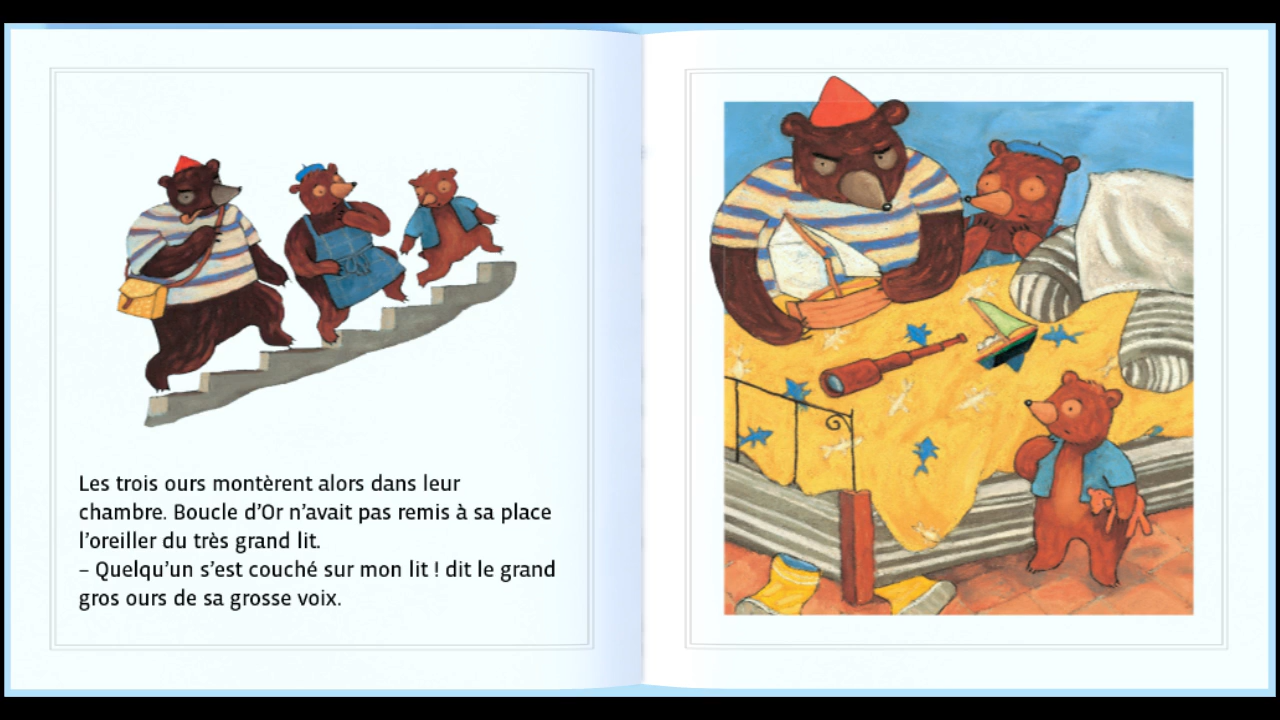 Les trois ours montèrent alors dans leur
chambre. Boucle d’Or n’avait pas remis à sa place
l’oreiller du très grand lit.
– Quelqu’un s’est couché sur mon lit ! dit le grand
gros ours de sa grosse voix.